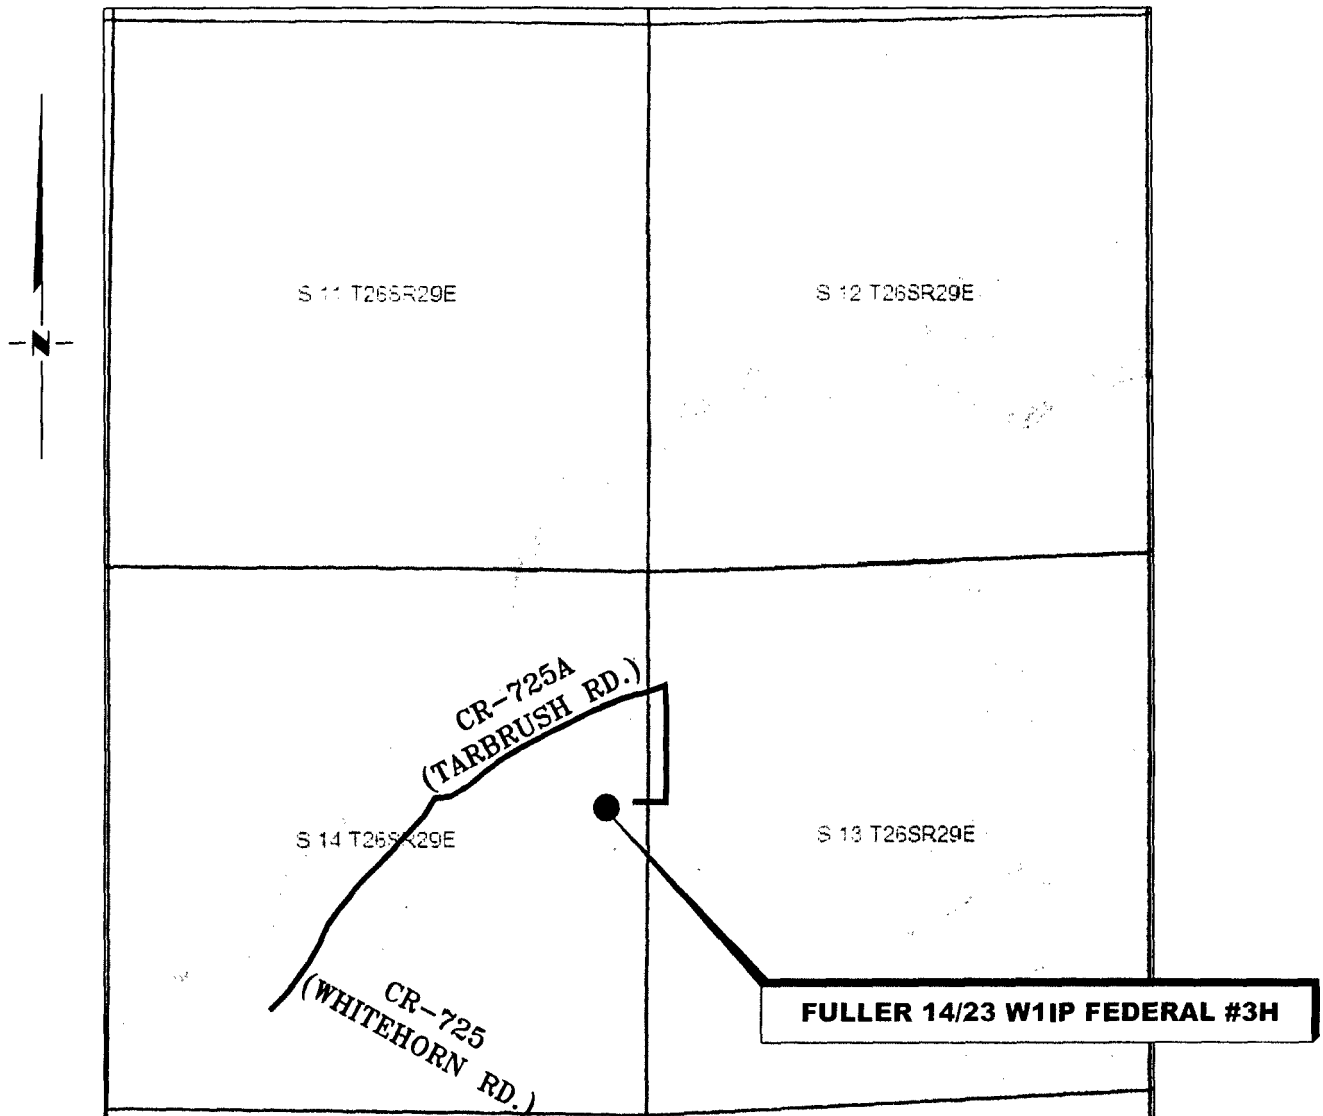 S 11 T26SR29E
S 12 T26SR29E
N
CR-725A
(TARBRUSH RD.)
S 14 T26SR29E
S 13 T26SR29E
CR-725
(WHITEHORN RD.)
FULLER 14/23 W1IP FEDERAL #3H